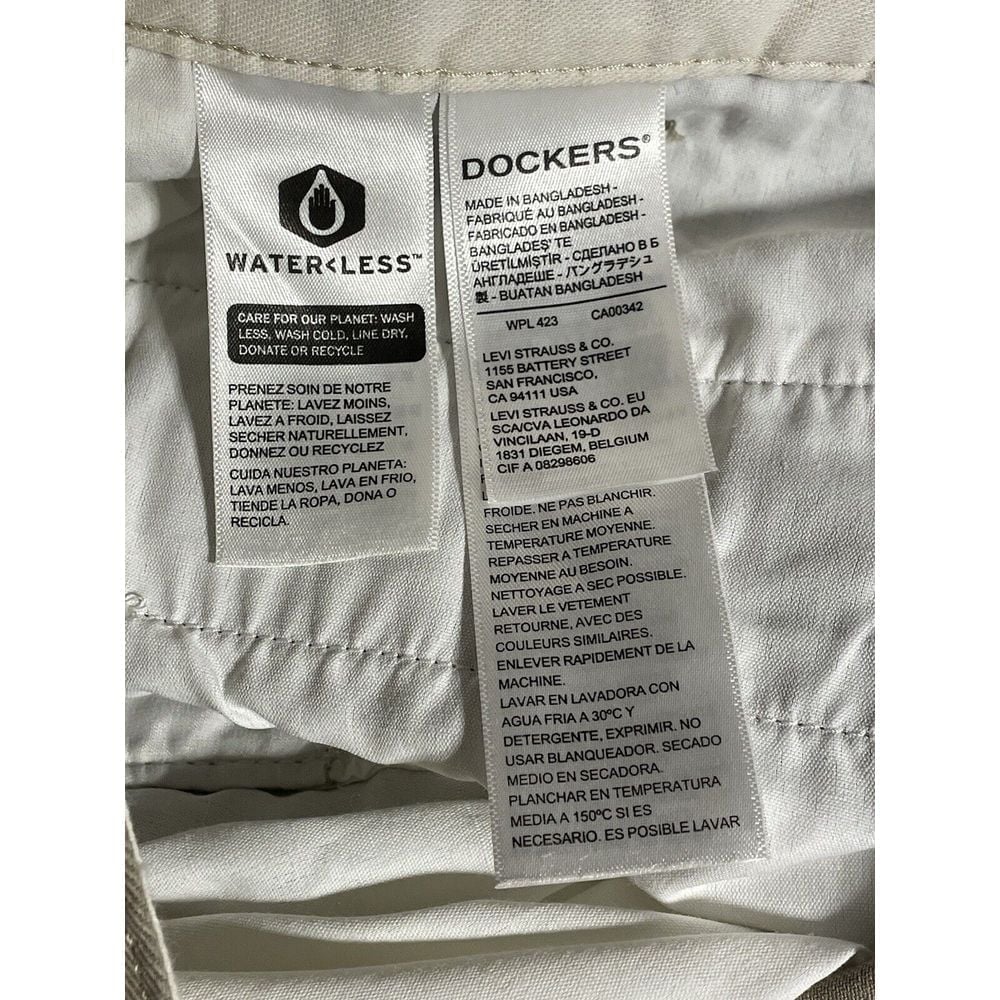 WATER<LESS™
CARE FOR OUR PLANET: WASH
LESS, WASH COLD, LINE DRY,
DONATE OR RECYCLE
PRENEZ SOIN DE NOTRE
PLANETE: LAVEZ MOINS,
LAVEZ A FROID, LAISSEZ
SECHER NATURELLEMENT,
DONNEZ OU RECYCLEZ
CUIDA NUESTRO PLANETA:
LAVA MENOS, LAVA EN FRIO,
TIENDE LA ROPA, DONA O
RECICLA.
DOCKERS®
MADE IN BANGLADESH -
FABRIQUÉ AU BANGLADESH -
FABRICADO EN BANGLADESH -
BANGLADEŞ' TE
ÜRETİLMİŞTİR - СДЕЛАНО В Б
АНГЛАДЕШЕ - バングラデシュ
製 - BUATAN BANGLADESH
WPL 423 CA00342
LEVI STRAUSS & CO.
1155 BATTERY STREET
SAN FRANCISCO,
CA 94111 USA
LEVI STRAUSS & CO. EU
SCA/CVA LEONARDO DA
VINCILAAN, 19-D
1831 DIEGEM, BELGIUM
CIF A 08298606
FROIDE. NE PAS BLANCHIR.
SECHER EN MACHINE A
TEMPERATURE MOYENNE.
REPASSER A TEMPERATURE
MOYENNE AU BESOIN.
NETTOYAGE A SEC POSSIBLE.
LAVER LE VETEMENT
RETOURNE, AVEC DES
COULEURS SIMILAIRES.
ENLEVER RAPIDEMENT DE LA
MACHINE.
LAVAR EN LAVADORA CON
AGUA FRIA A 30ºC Y
DETERGENTE, EXPRIMIR. NO
USAR BLANQUEADOR. SECADO
MEDIO EN SECADORA.
PLANCHAR EN TEMPERATURA
MEDIA A 150ºC SI ES
NECESARIO. ES POSIBLE LAVAR